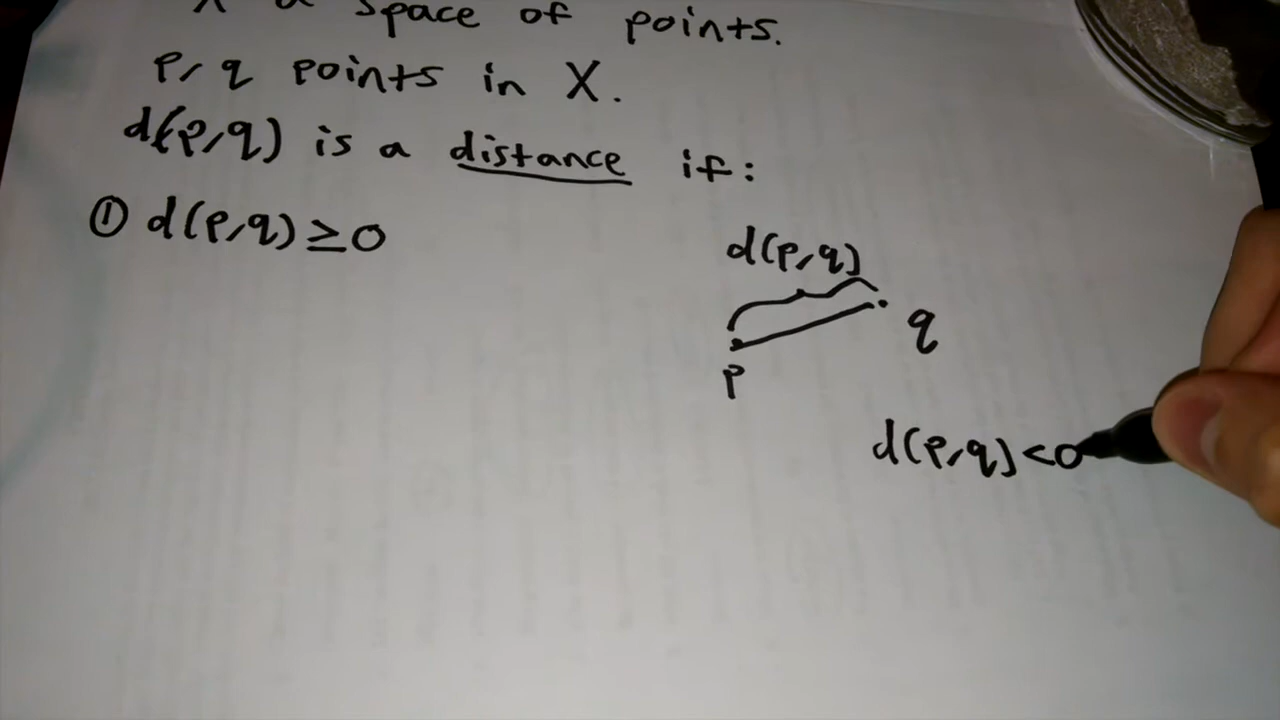 X a space of points.
p, q points in X.
d(p,q) is a distance if:
① d(p,q) ≥ 0
d(p,q)
q
p
d(p,q) < 0